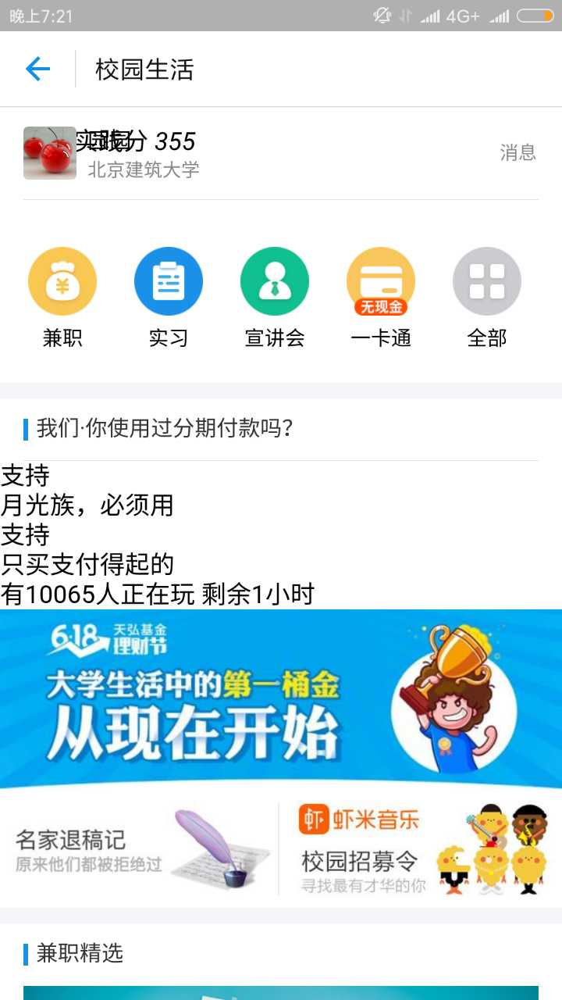 晚上7:21
4G+
校园生活
实践分 355
北京建筑大学
消息
无现金
兼职
实习
宣讲会
一卡通
全部
我们·你使用过分期付款吗?
支持
月光族，必须用
支持
只买支付得起的
有10065人正在玩 剩余1小时
6.18 天弘基金
理财节
大学生活中的第一桶金
从现在开始
名家退稿记
原来他们都被拒绝过
虾 虾米音乐
校园招募令
寻找最有才华的你
兼职精选